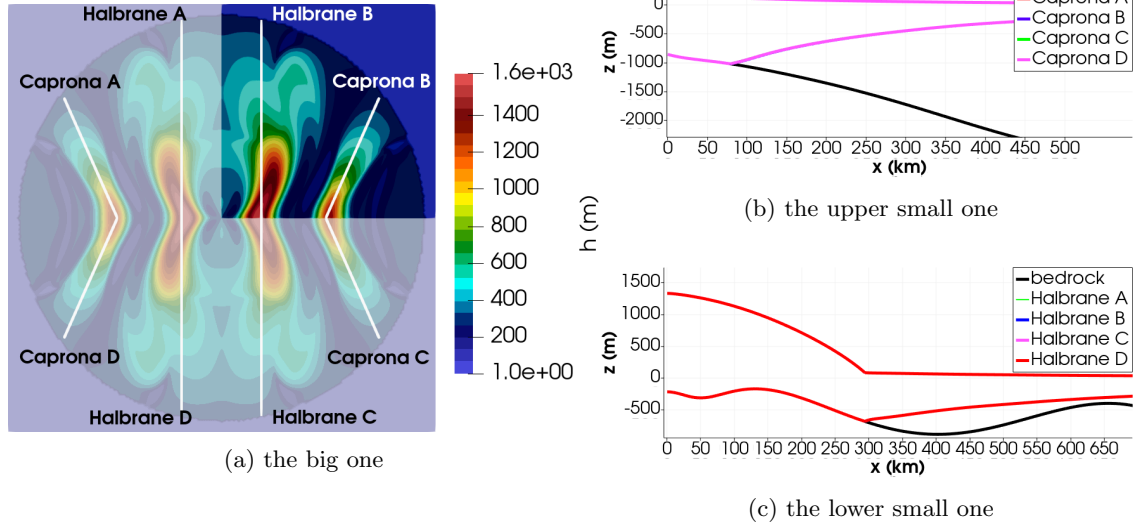 Halbrane A
Halbrane B
Caprona A
Caprona B
Caprona D
Caprona C
Halbrane D
Halbrane C
1.6e+03
1400
1200
1000
800
600
400
200
1.0e+00
h (m)
(a) the big one
0
-500
-1000
-1500
-2000
z (m)
Caprona A
Caprona B
Caprona C
Caprona D
0 50 100 150 200 250 300 350 400 450 500
x (km)
(b) the upper small one
1500
1000
500
0
-500
z (m)
bedrock
Halbrane A
Halbrane B
Halbrane C
Halbrane D
0 50 100 150 200 250 300 350 400 450 500 550 600 650
x (km)
(c) the lower small one